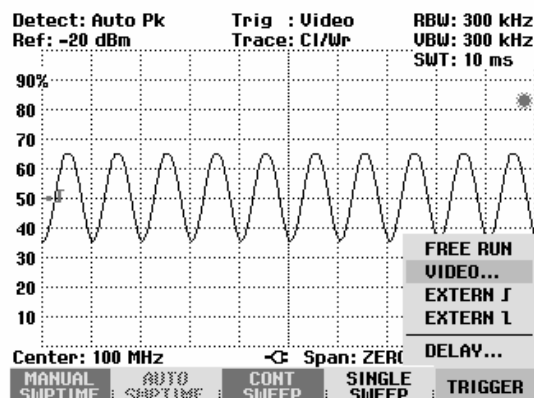 Detect: Auto Pk Trig : Video RBW: 300 kHz
Ref: -20 dBm Trace: Cl/Wr VBW: 300 kHz
SWT: 10 ms
90%
80
70
60
50
40
30
20
10
FREE RUN
VIDEO...
EXTERN
EXTERN
DELAY...
Center: 100 MHz Span: ZERO
MANUAL SWPTIME
AUTO SWPTIME
CONT SWEEP
SINGLE SWEEP
TRIGGER